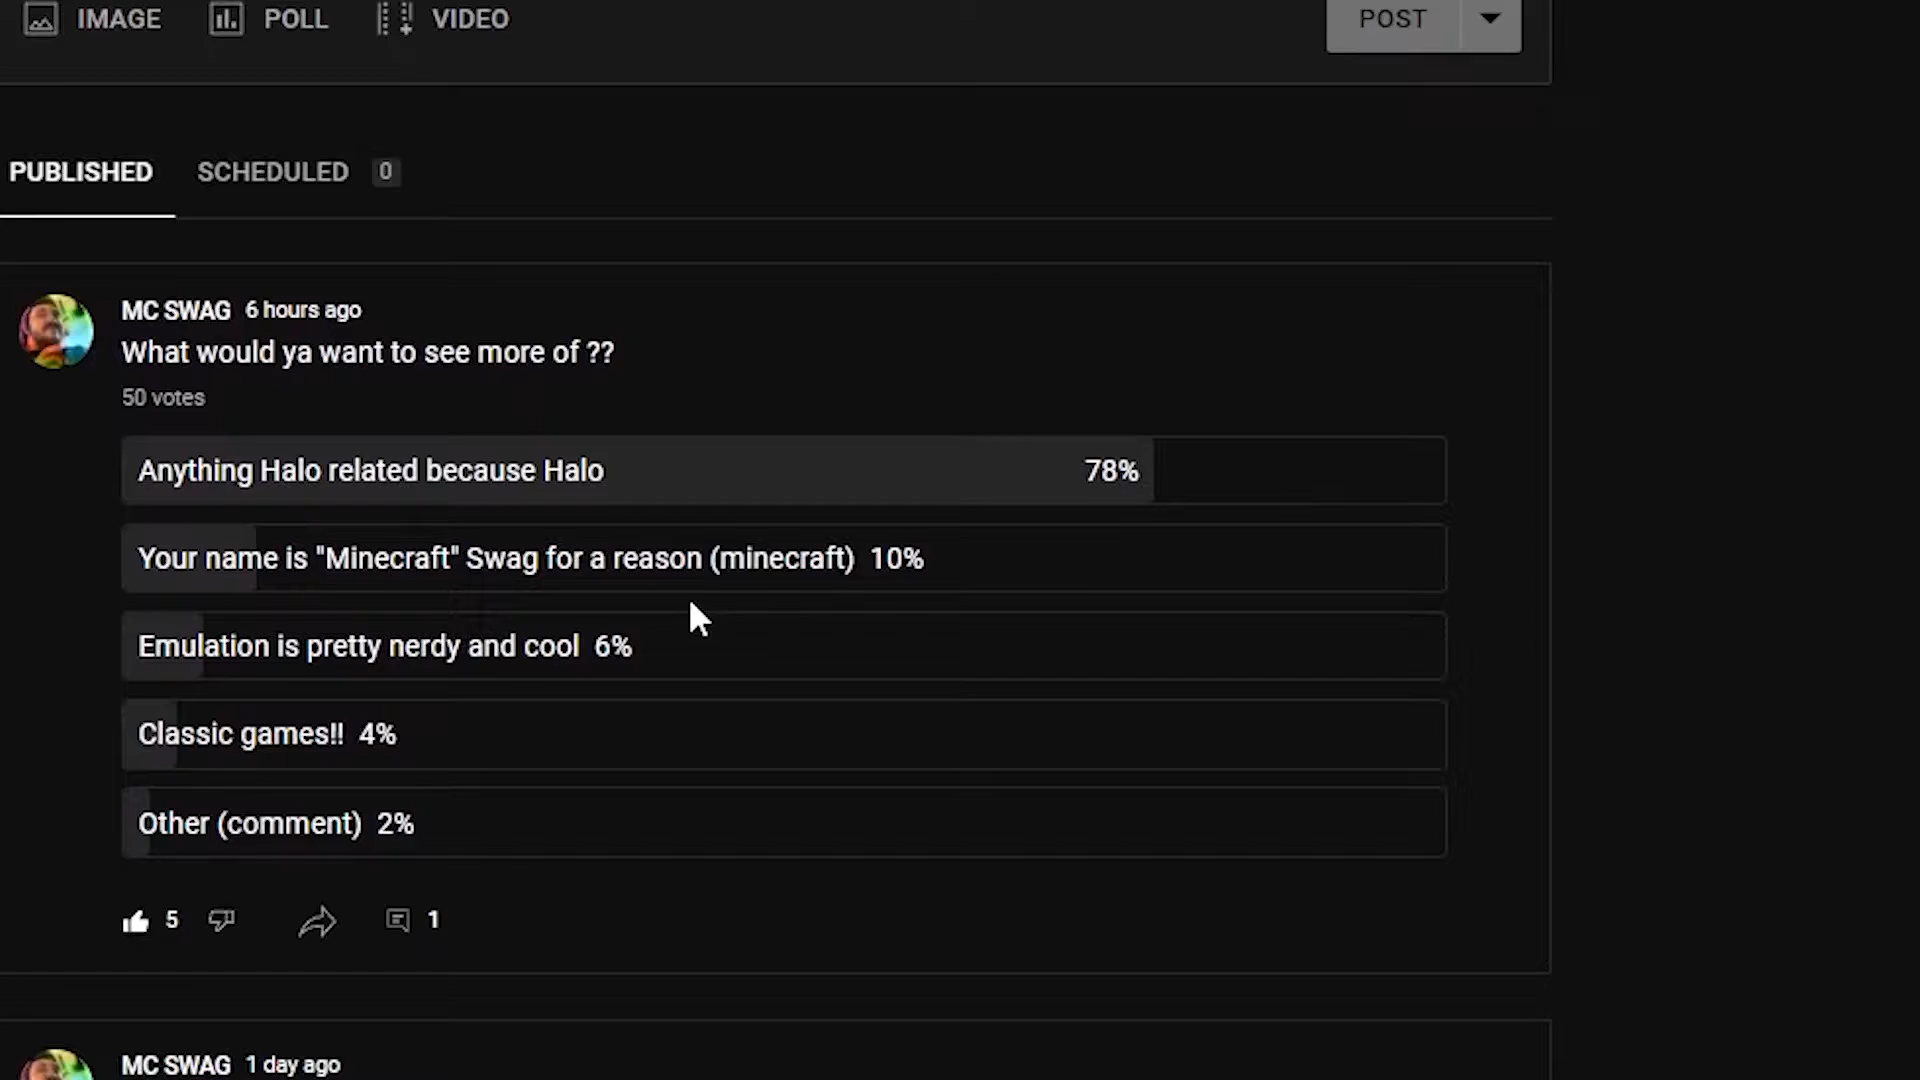 IMAGE POLL VIDEO POST
PUBLISHED SCHEDULED 0
MC SWAG 6 hours ago
What would ya want to see more of ??
50 votes
Anything Halo related because Halo 78%
Your name is "Minecraft" Swag for a reason (minecraft) 10%
Emulation is pretty nerdy and cool 6%
Classic games!! 4%
Other (comment) 2%
5 1
MC SWAG 1 day ago